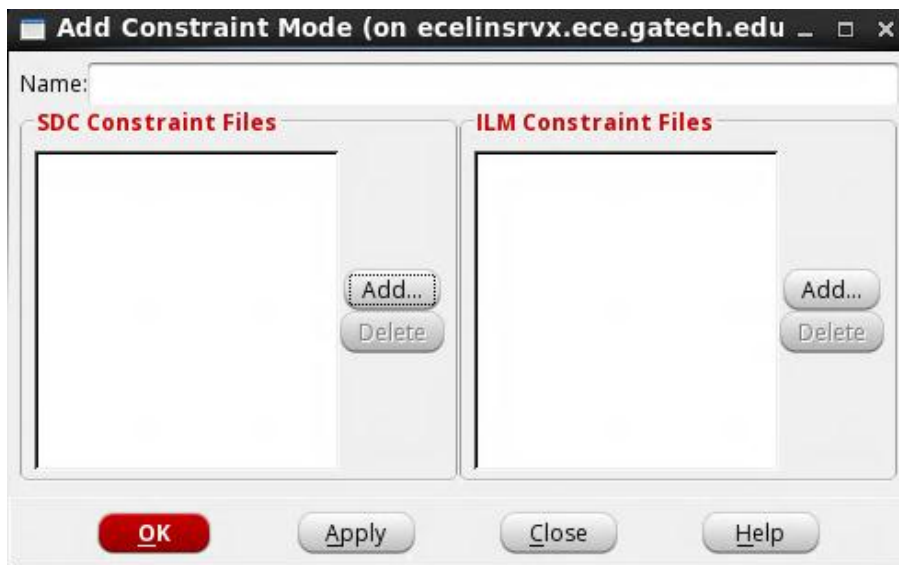 Add Constraint Mode (on ecelinsrvx.ece.gatech.edu
Name:
SDC Constraint Files
ILM Constraint Files
Add...
Delete
Add...
Delete
OK
Apply
Close
Help